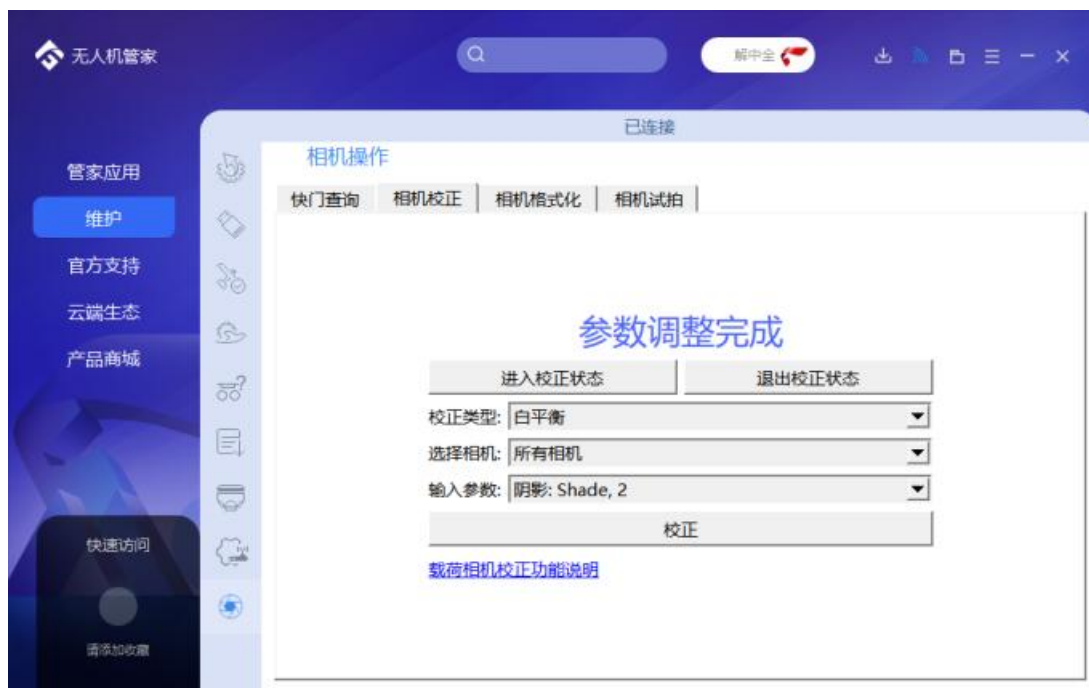 无人机管家
解中全
已连接
管家应用
维护
官方支持
云端生态
产品商城
快速访问
请添加收藏
相机操作
快门查询 相机校正 相机格式化 相机试拍
参数调整完成
进入校正状态 退出校正状态
校正类型: 白平衡
选择相机: 所有相机
输入参数: 阴影: Shade, 2
校正
载荷相机校正功能说明